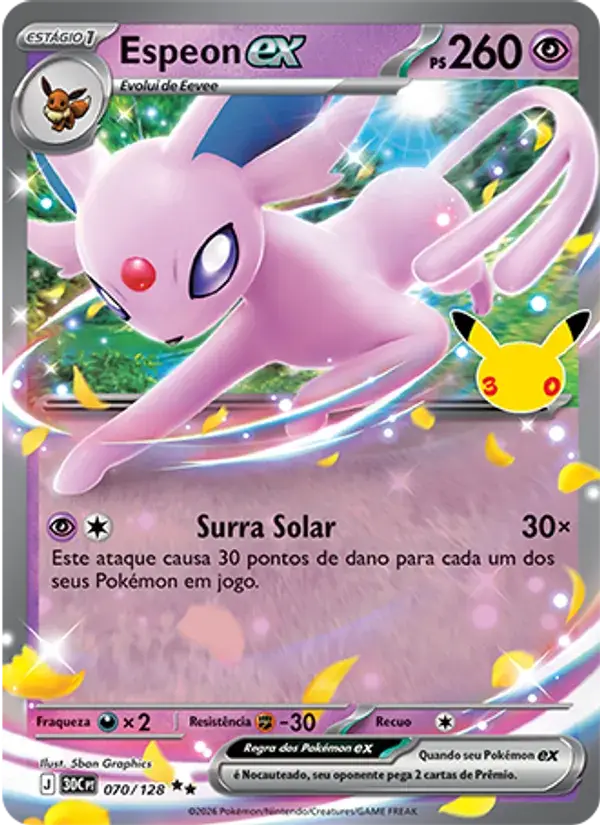 ESTÁGIO 1
Espeon ex
PS 260
Evolui de Eevee
30
Surra Solar 30×
Este ataque causa 30 pontos de dano para cada um dos
seus Pokémon em jogo.
Fraqueza ×2 Resistência -30 Recuo
Ilust. 5ban Graphics
Regra dos Pokémon ex
Quando seu Pokémon ex
é Nocauteado, seu oponente pega 2 cartas de Prêmio.
J 30C PT 070/128
©2026 Pokémon/Nintendo/Creatures/GAME FREAK